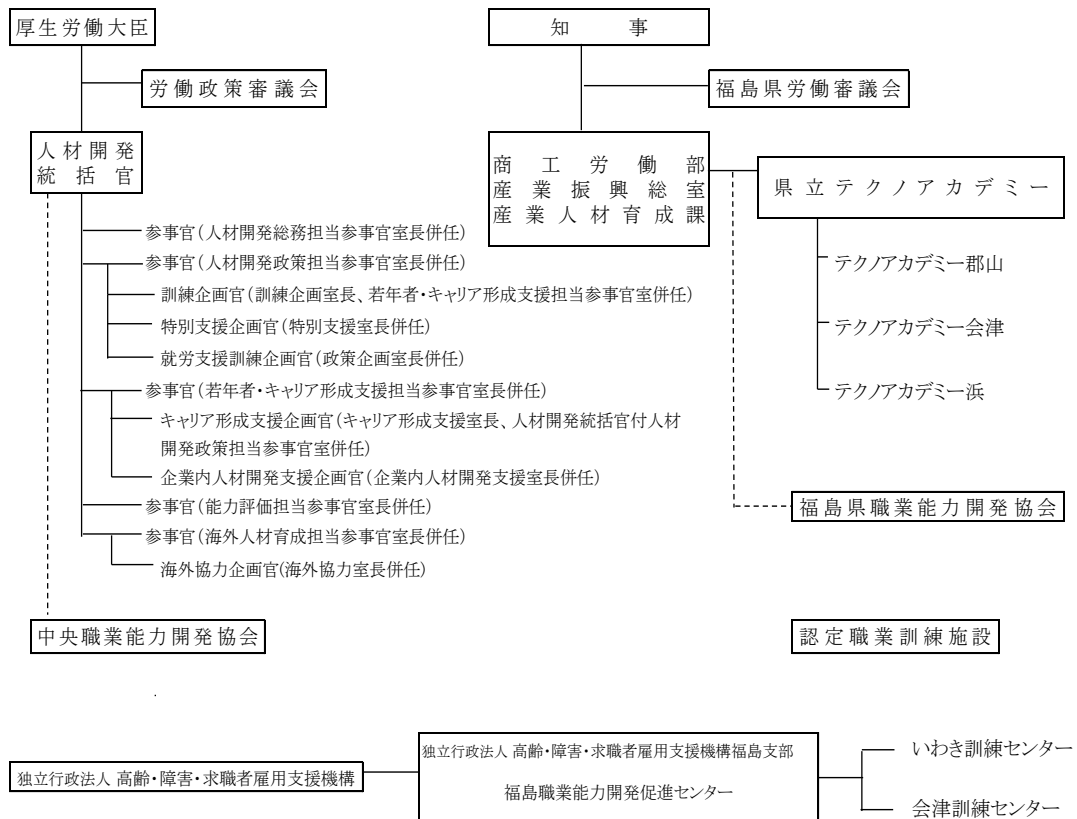 厚生労働大臣
労働政策審議会
人材開発
統括官
参事官(人材開発総務担当参事官室長併任)
参事官(人材開発政策担当参事官室長併任)
訓練企画官(訓練企画室長、若年者・キャリア形成支援担当参事官室併任)
特別支援企画官(特別支援室長併任)
就労支援訓練企画官(政策企画室長併任)
参事官(若年者・キャリア形成支援担当参事官室長併任)
キャリア形成支援企画官(キャリア形成支援室長、人材開発統括官付人材
開発政策担当参事官室併任)
企業内人材開発支援企画官(企業内人材開発支援室長併任)
参事官(能力評価担当参事官室長併任)
参事官(海外人材育成担当参事官室長併任)
海外協力企画官(海外協力室長併任)
中央職業能力開発協会
知事
福島県労働審議会
商工労働部
産業振興総室
産業人材育成課
県立テクノアカデミー
テクノアカデミー郡山
テクノアカデミー会津
テクノアカデミー浜
福島県職業能力開発協会
認定職業訓練施設
独立行政法人 高齢・障害・求職者雇用支援機構
独立行政法人 高齢・障害・求職者雇用支援機構福島支部
福島職業能力開発促進センター
いわき訓練センター
会津訓練センター